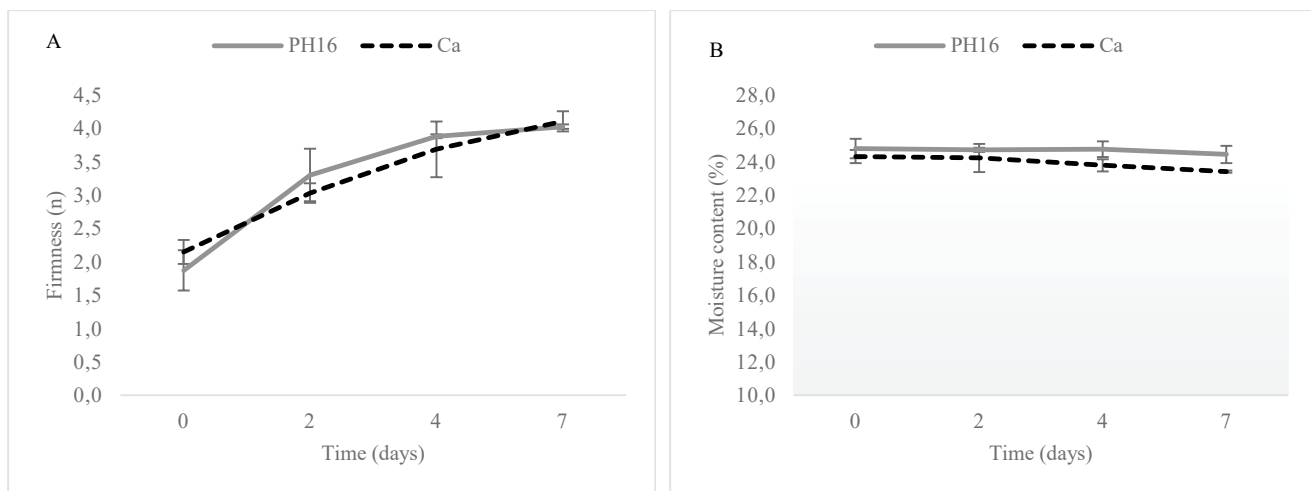 A
PH16
Ca
Firmness (n)
4,5
4,0
3,5
3,0
2,5
2,0
1,5
1,0
0,5
0,0
0 2 4 7
Time (days)
B
PH16
Ca
Moisture content (%)
28,0
26,0
24,0
22,0
20,0
18,0
16,0
14,0
12,0
10,0
0 2 4 7
Time (days)